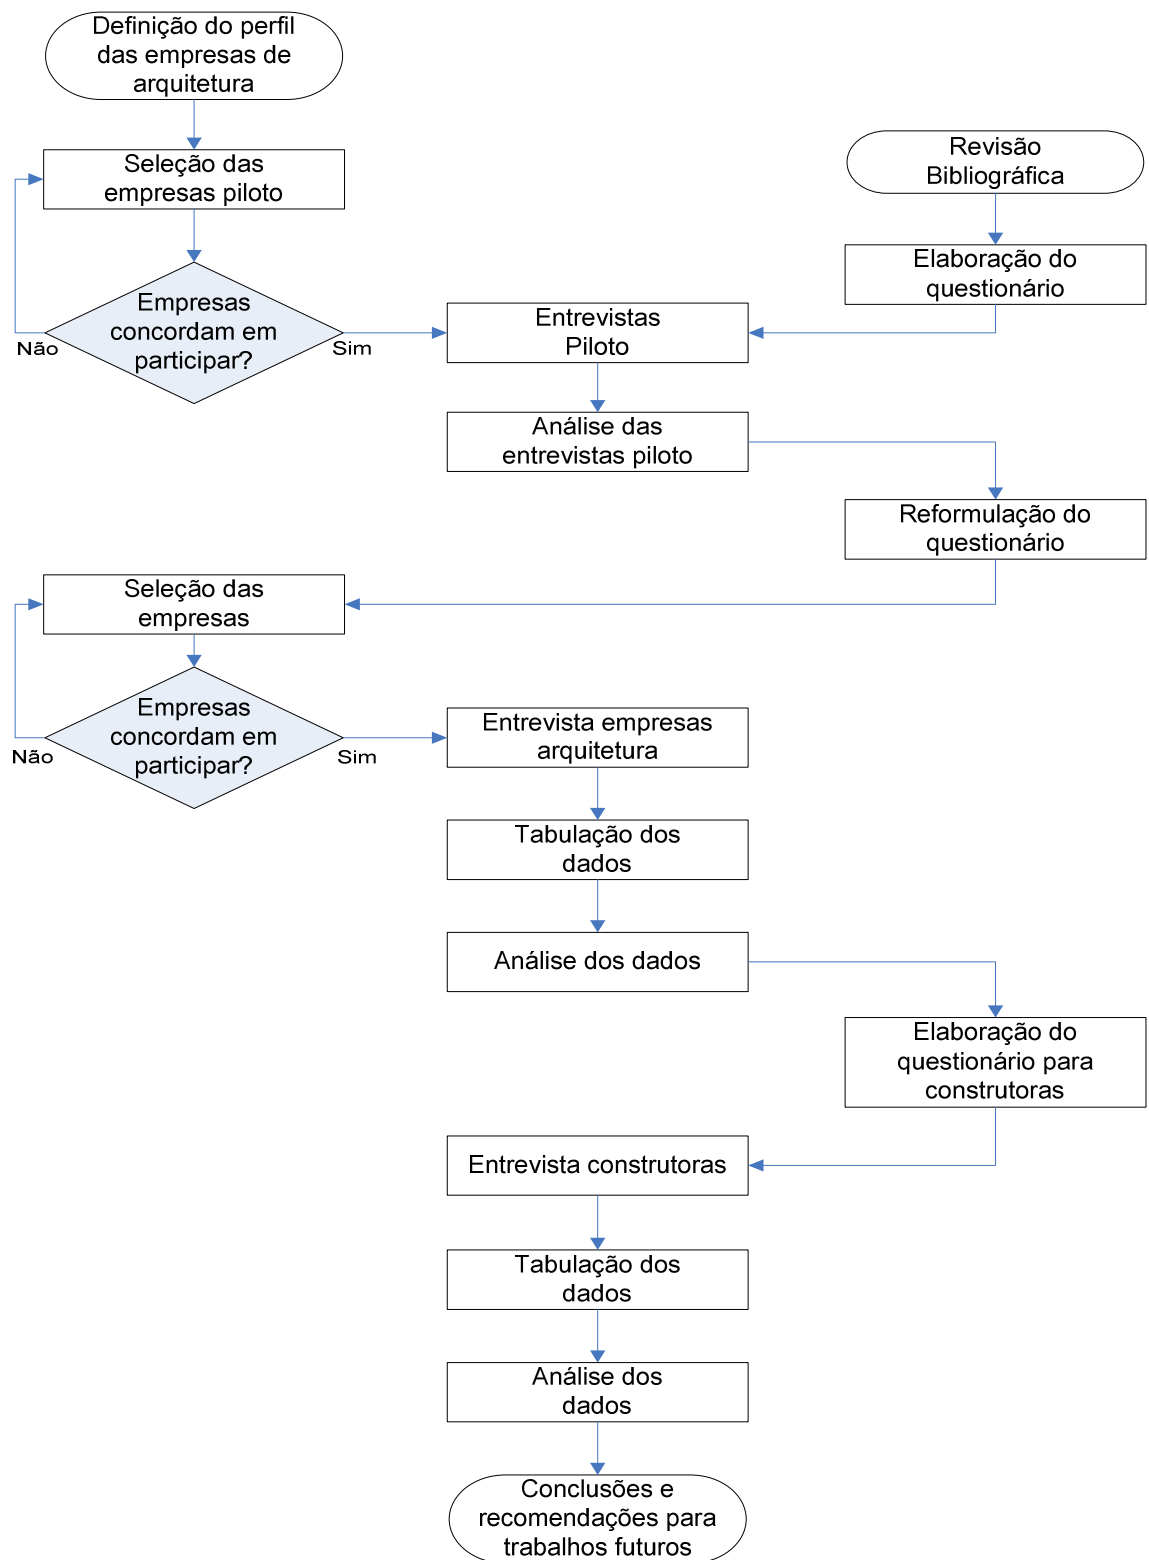 Definição do perfil
das empresas de
arquitetura
Seleção das
empresas piloto
Revisão
Bibliográfica
Elaboração do
questionário
Empresas
concordam em
participar?
Não
Sim
Entrevistas
Piloto
Análise das
entrevistas piloto
Reformulação do
questionário
Seleção das
empresas
Empresas
concordam em
participar?
Não
Sim
Entrevista empresas
arquitetura
Tabulação dos
dados
Análise dos dados
Elaboração do
questionário para
construtoras
Entrevista construtoras
Tabulação dos
dados
Análise dos
dados
Conclusões e
recomendações para
trabalhos futuros